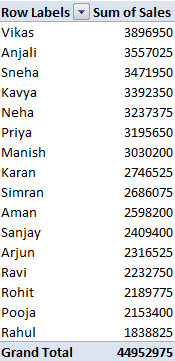 Row Labels Sum of Sales
Vikas 3896950
Anjali 3557025
Sneha 3471950
Kavya 3392350
Neha 3237375
Priya 3195650
Manish 3030200
Karan 2746525
Simran 2686075
Aman 2598200
Sanjay 2409400
Arjun 2316525
Ravi 2232750
Rohit 2189775
Pooja 2153400
Rahul 1838825
Grand Total 44952975